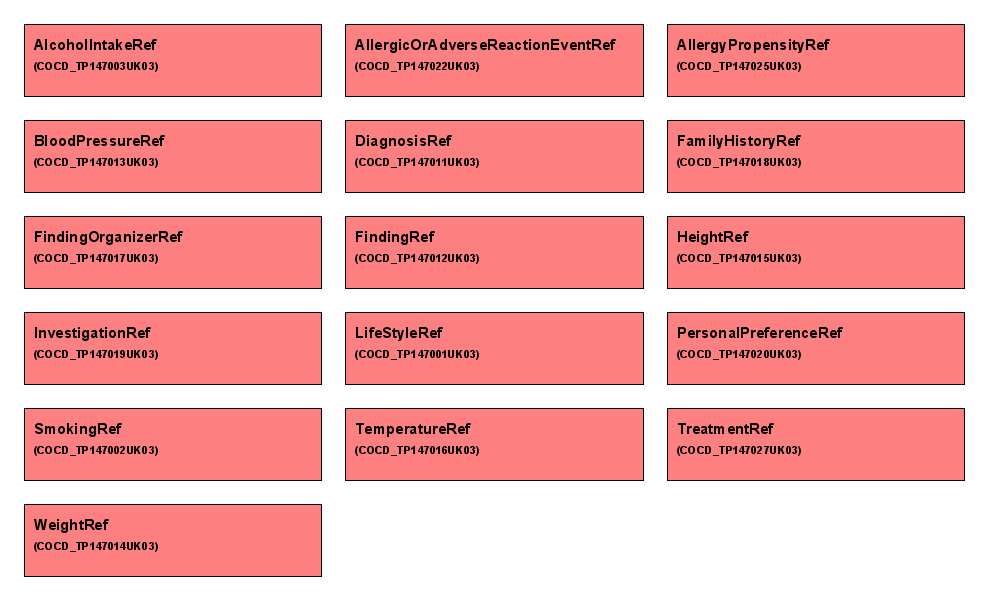 AlcoholIntakeRef
(COCD_TP147003UK03)
AllergicOrAdverseReactionEventRef
(COCD_TP147022UK03)
AllergyPropensityRef
(COCD_TP147025UK03)
BloodPressureRef
(COCD_TP147013UK03)
DiagnosisRef
(COCD_TP147011UK03)
FamilyHistoryRef
(COCD_TP147018UK03)
FindingOrganizerRef
(COCD_TP147017UK03)
FindingRef
(COCD_TP147012UK03)
HeightRef
(COCD_TP147015UK03)
InvestigationRef
(COCD_TP147019UK03)
LifeStyleRef
(COCD_TP147001UK03)
PersonalPreferenceRef
(COCD_TP147020UK03)
SmokingRef
(COCD_TP147002UK03)
TemperatureRef
(COCD_TP147016UK03)
TreatmentRef
(COCD_TP147027UK03)
WeightRef
(COCD_TP147014UK03)